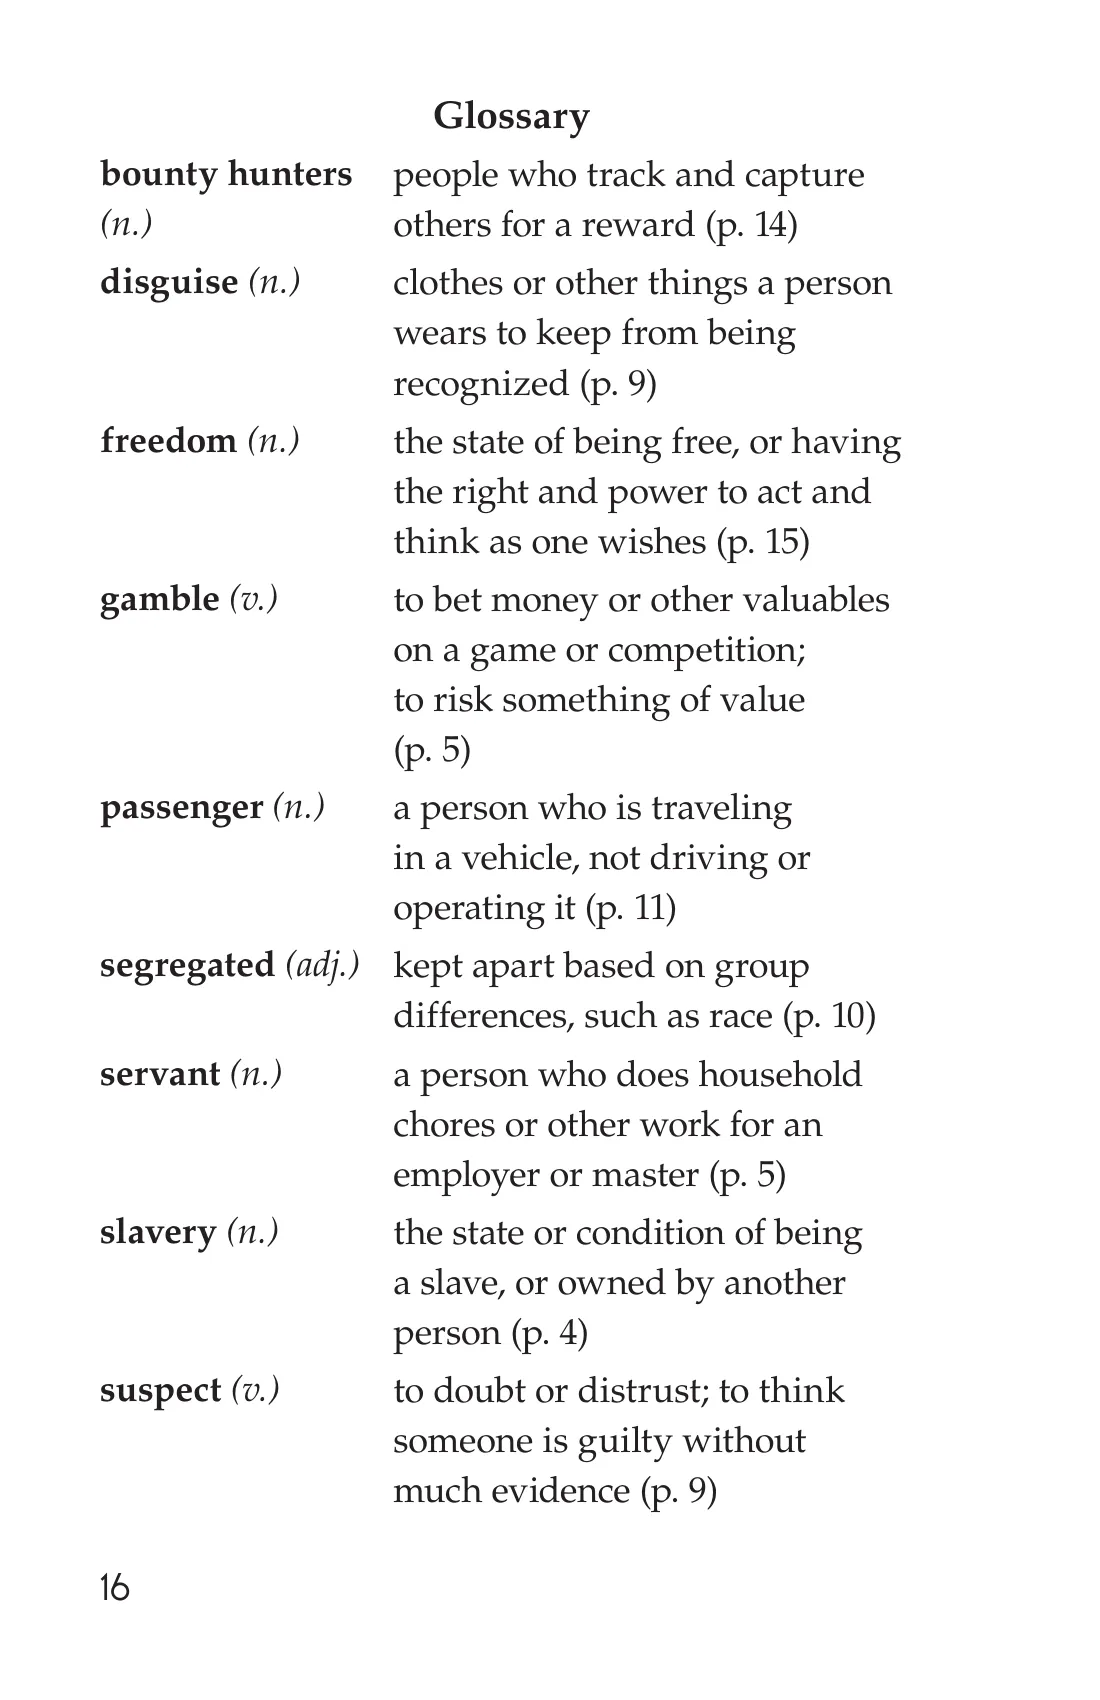 Glossary
bounty hunters people who track and capture
(n.) others for a reward (p. 14)
disguise (n.) clothes or other things a person
wears to keep from being
recognized (p. 9)
freedom (n.) the state of being free, or having
the right and power to act and
think as one wishes (p. 15)
gamble (v.) to bet money or other valuables
on a game or competition;
to risk something of value
(p. 5)
passenger (n.) a person who is traveling
in a vehicle, not driving or
operating it (p. 11)
segregated (adj.) kept apart based on group
differences, such as race (p. 10)
servant (n.) a person who does household
chores or other work for an
employer or master (p. 5)
slavery (n.) the state or condition of being
a slave, or owned by another
person (p. 4)
suspect (v.) to doubt or distrust; to think
someone is guilty without
much evidence (p. 9)
16